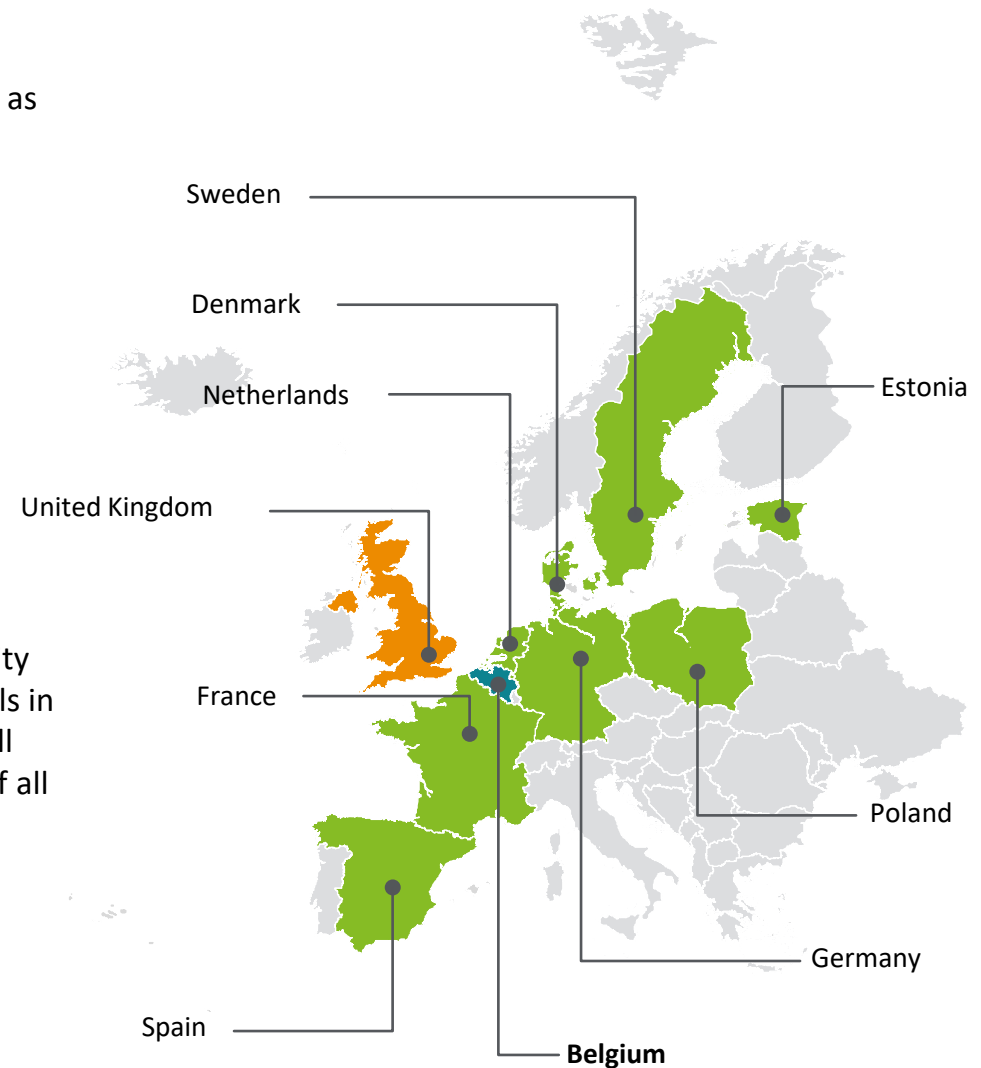 as
Sweden
Denmark
Estonia
Netherlands
United Kingdom
ty
France
ls in
ll
f all
Poland
Germany
Spain
Belgium